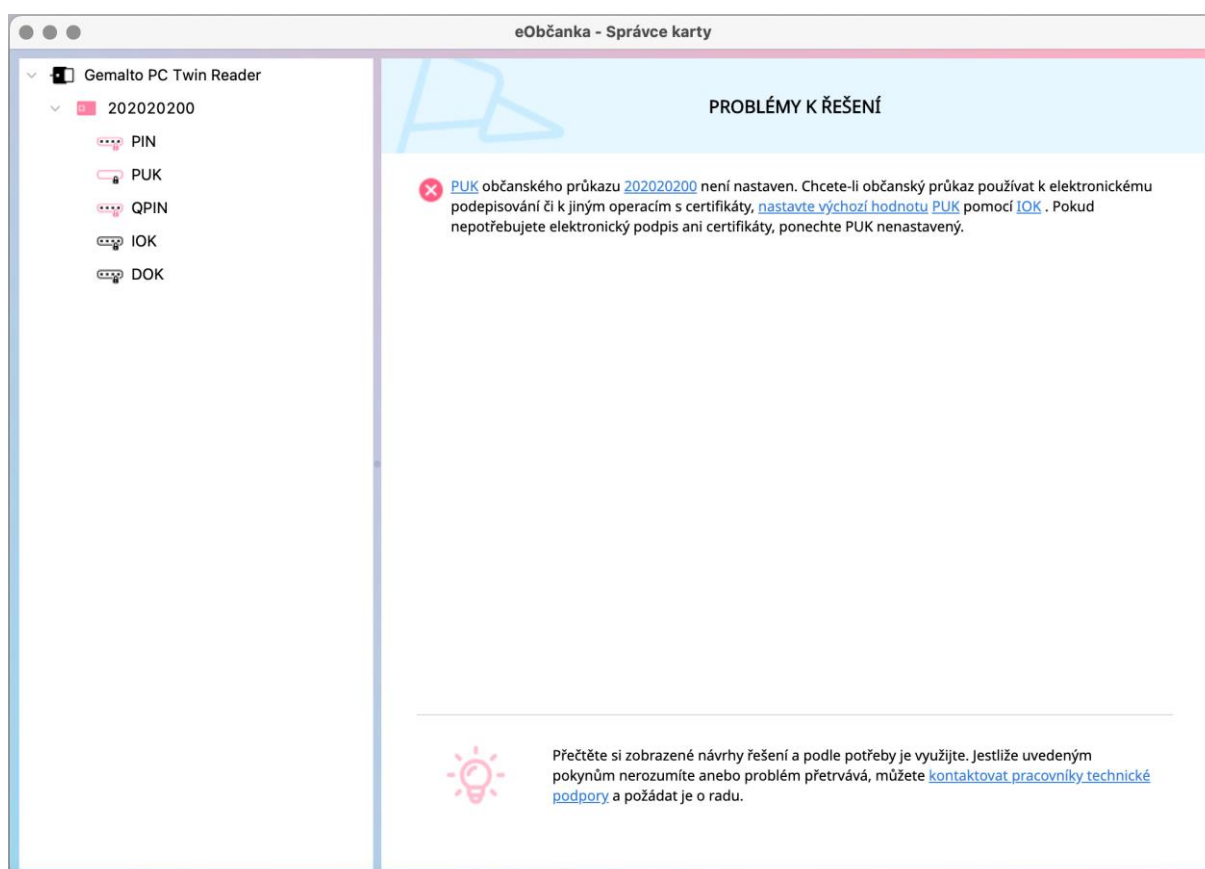 eObčanka - Správce karty
Gemalto PC Twin Reader
202020200
PIN
PUK
QPIN
IOK
DOK
PROBLÉMY K ŘEŠENÍ
PUK občanského průkazu 202020200 není nastaven. Chcete-li občanský průkaz používat k elektronickému
podepisování či k jiným operacím s certifikáty, nastavte výchozí hodnotu PUK pomocí IOK . Pokud
nepotřebujete elektronický podpis ani certifikáty, ponechte PUK nenastavený.
Přečtěte si zobrazené návrhy řešení a podle potřeby je využijte. Jestliže uvedeným
pokynům nerozumíte anebo problém přetrvává, můžete kontaktovat pracovníky technické
podpory a požádat je o radu.